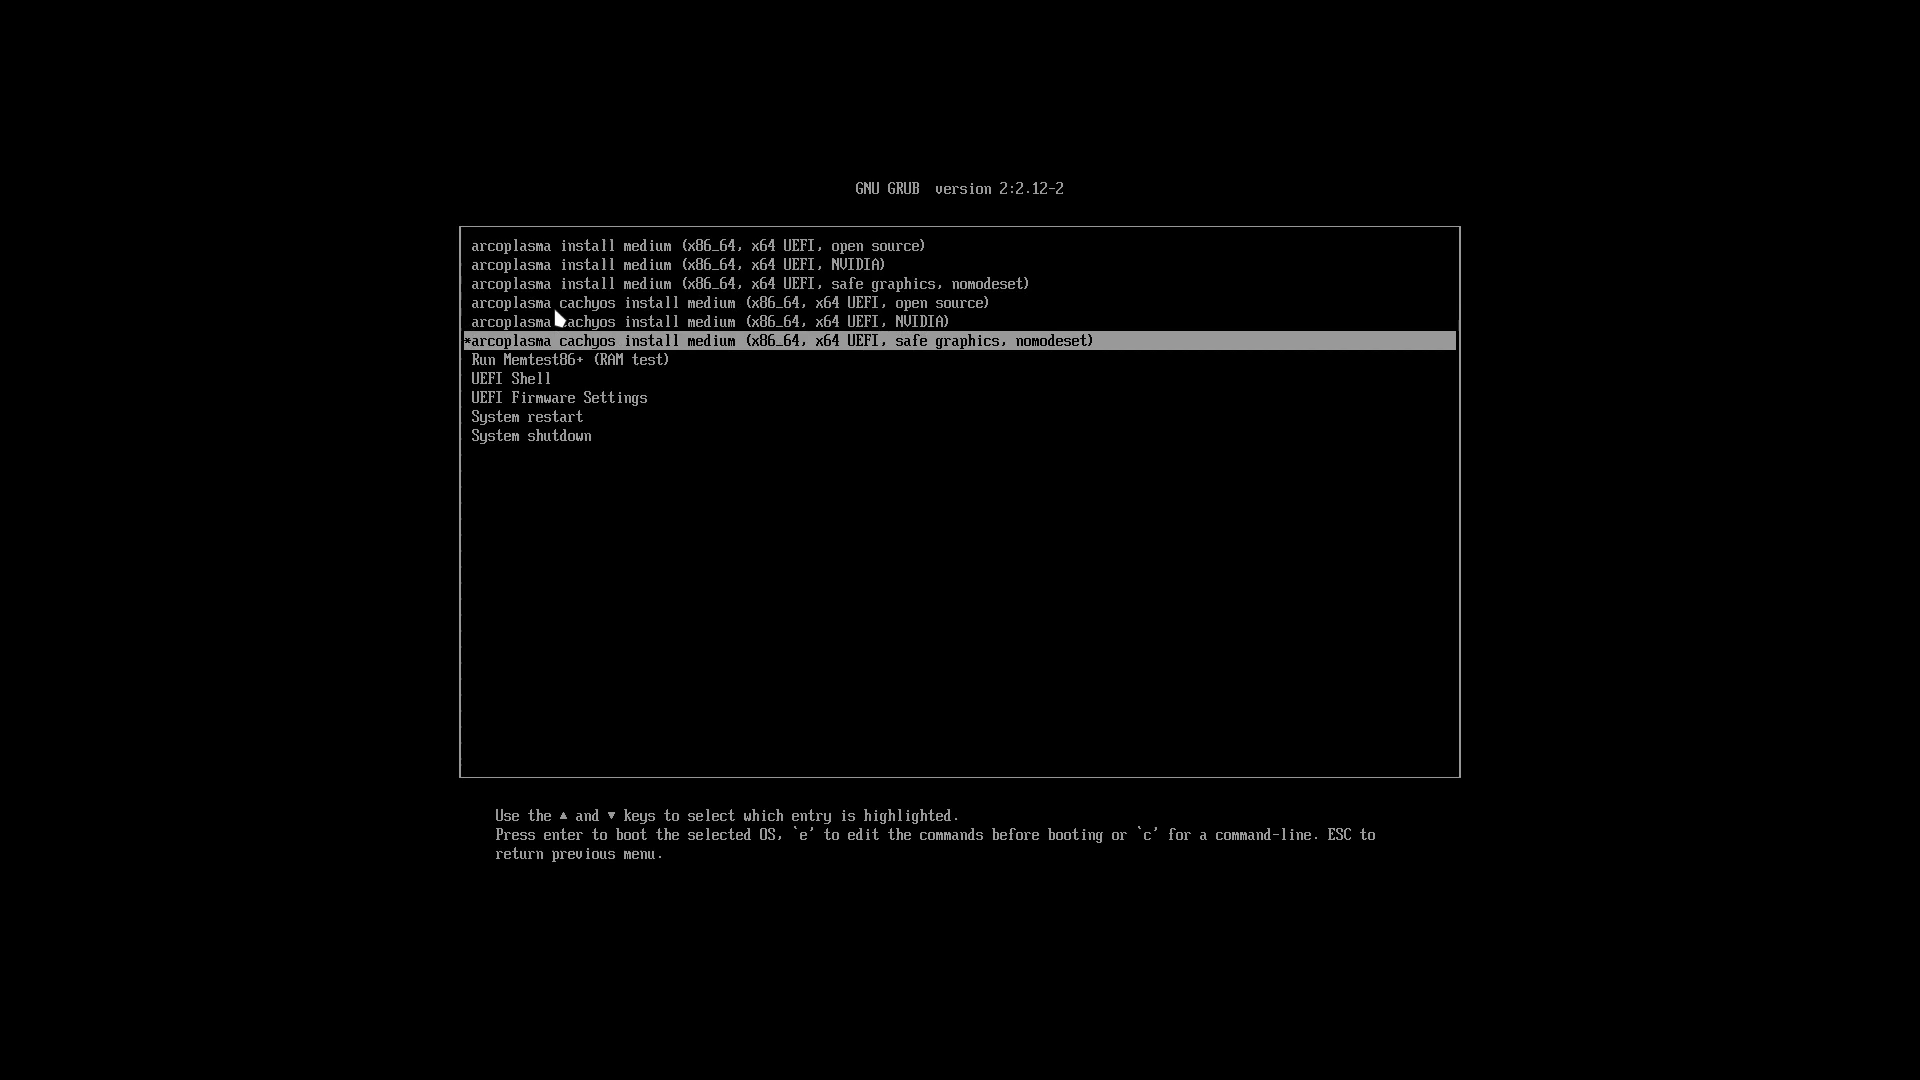 GNU GRUB  version 2:2.12-2
arcoplasma install medium (x86_64, x64 UEFI, open source)
arcoplasma install medium (x86_64, x64 UEFI, NVIDIA)
arcoplasma install medium (x86_64, x64 UEFI, safe graphics, nomodeset)
arcoplasma cachyos install medium (x86_64, x64 UEFI, open source)
arcoplasma cachyos install medium (x86_64, x64 UEFI, NVIDIA)
*arcoplasma cachyos install medium (x86_64, x64 UEFI, safe graphics, nomodeset)
Run Memtest86+ (RAM test)
UEFI Shell
UEFI Firmware Settings
System restart
System shutdown
Use the ▲ and ▼ keys to select which entry is highlighted.
Press enter to boot the selected OS, `e' to edit the commands before booting or `c' for a command-line. ESC to
return previous menu.